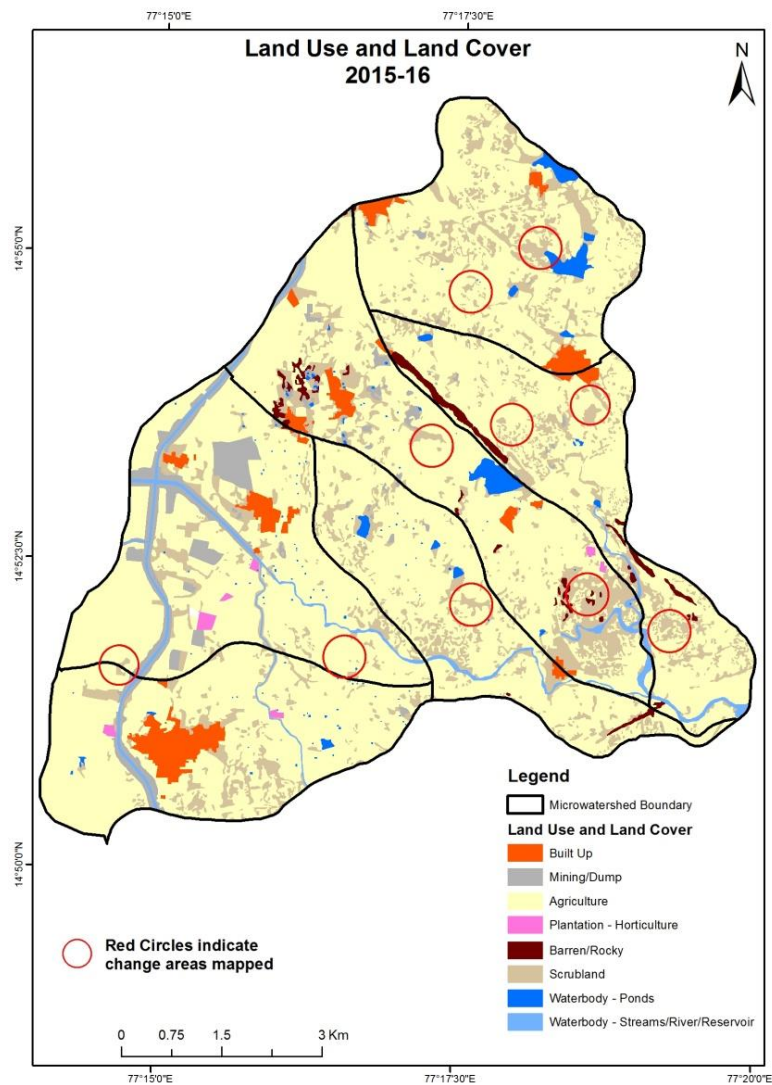 77°15'0"E 77°17'30"E
Land Use and Land Cover
2015-16
N
14°55'0"N
14°52'30"N
14°50'0"N
Legend
Microwatershed Boundary
Land Use and Land Cover
Built Up
Mining/Dump
Agriculture
Plantation - Horticulture
Barren/Rocky
Scrubland
Waterbody - Ponds
Waterbody - Streams/River/Reservoir
Red Circles indicate
change areas mapped
0 0.75 1.5 3 Km
77°15'0"E 77°17'30"E 77°20'0"E